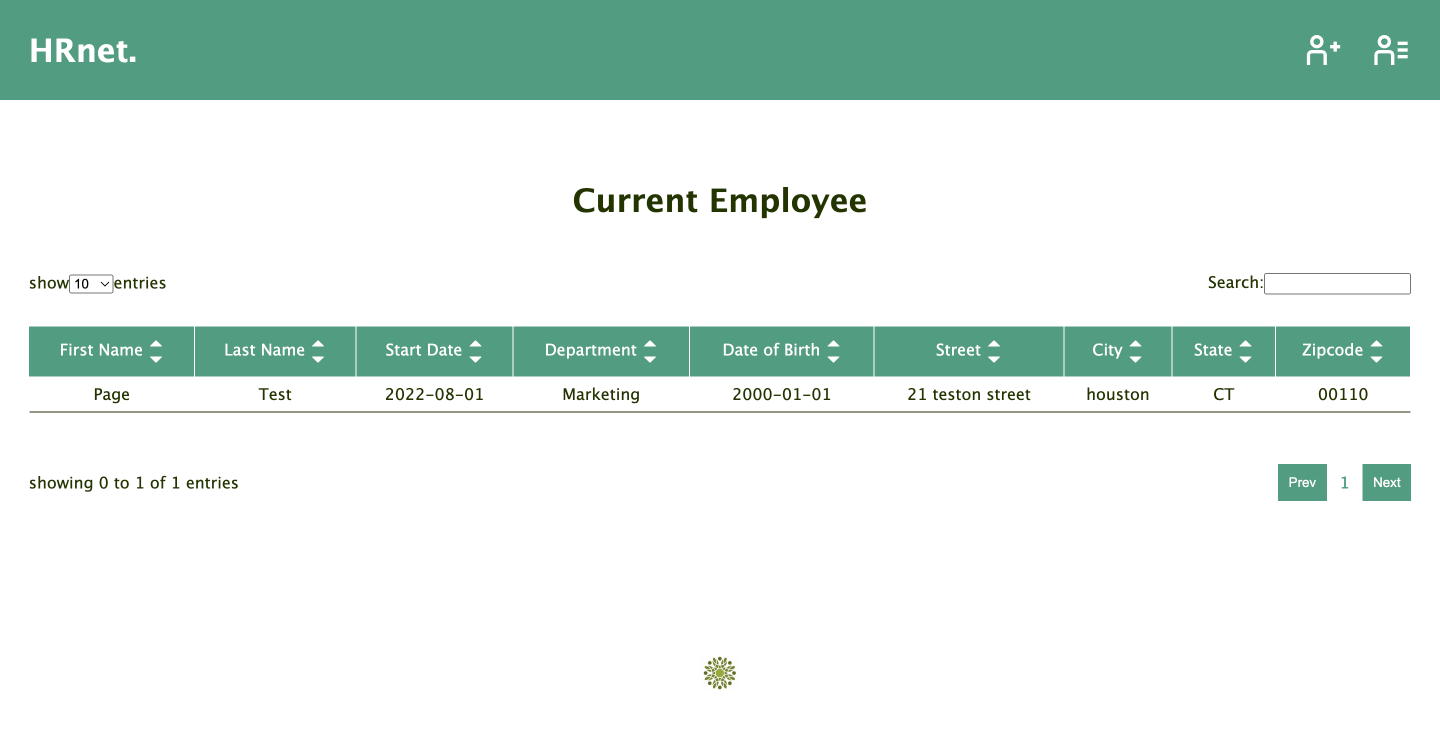 HRnet.
Current Employee
show 10 entries
Search:
First Name Last Name Start Date Department Date of Birth Street City State Zipcode
Page Test 2022-08-01 Marketing 2000-01-01 21 teston street houston CT 00110
showing 0 to 1 of 1 entries
Prev 1 Next